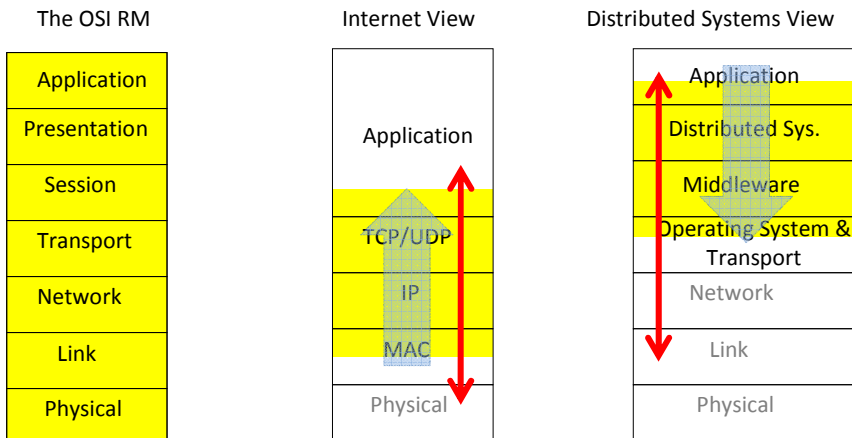 The OSI RM
Application
Presentation
Session
Transport
Network
Link
Physical
Internet View
Application
TCP/UDP
IP
MAC
Physical
Distributed Systems View
Application
Distributed Sys.
Middleware
Operating System &
Transport
Network
Link
Physical